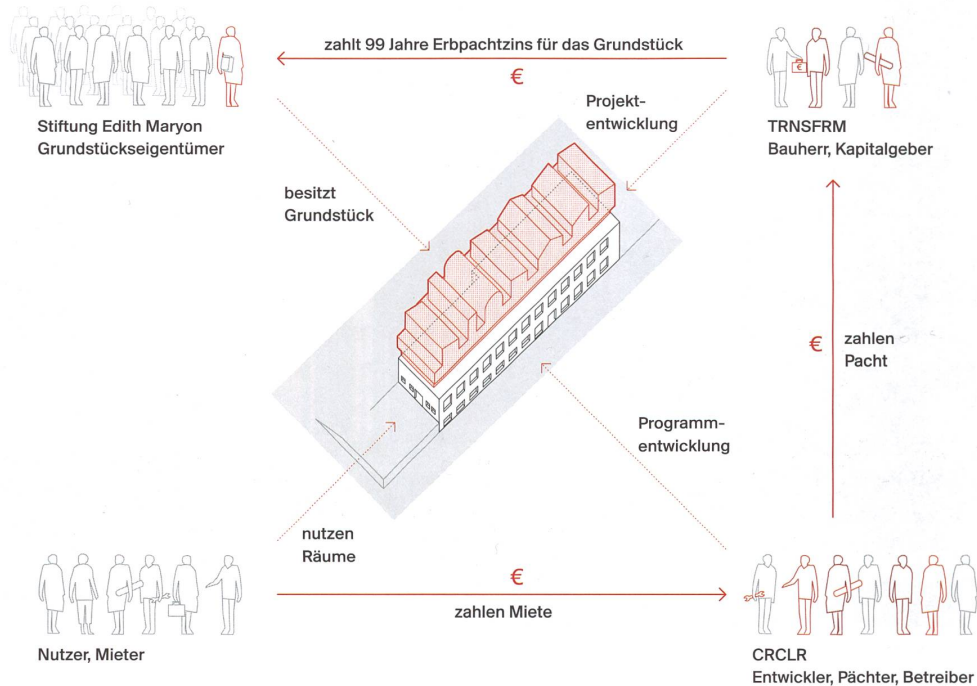 zahlt 99 Jahre Erbpachtzins für das Grundstück
€
€
Stiftung Edith Maryon
Grundstückseigentümer
Projekt-
entwicklung
TRNSFRM
Bauherr, Kapitalgeber
besitzt
Grundstück
€
zahlen
Pacht
Programm-
entwicklung
nutzen
Räume
€
zahlen Miete
Nutzer, Mieter
CRCLR
Entwickler, Pächter, Betreiber